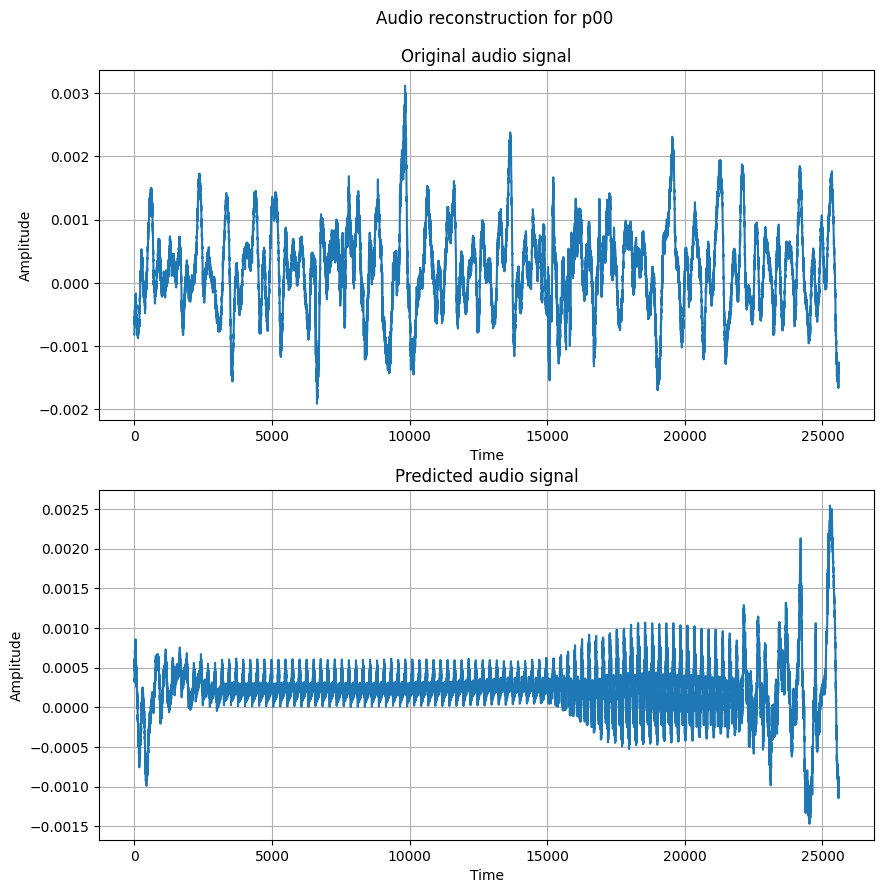 Audio reconstruction for p00
Original audio signal
Amplitude
0.003
0.002
0.001
0.000
−0.001
−0.002
0 5000 10000 15000 20000 25000
Time
Predicted audio signal
Amplitude
0.0025
0.0020
0.0015
0.0010
0.0005
0.0000
−0.0005
−0.0010
−0.0015
0 5000 10000 15000 20000 25000
Time